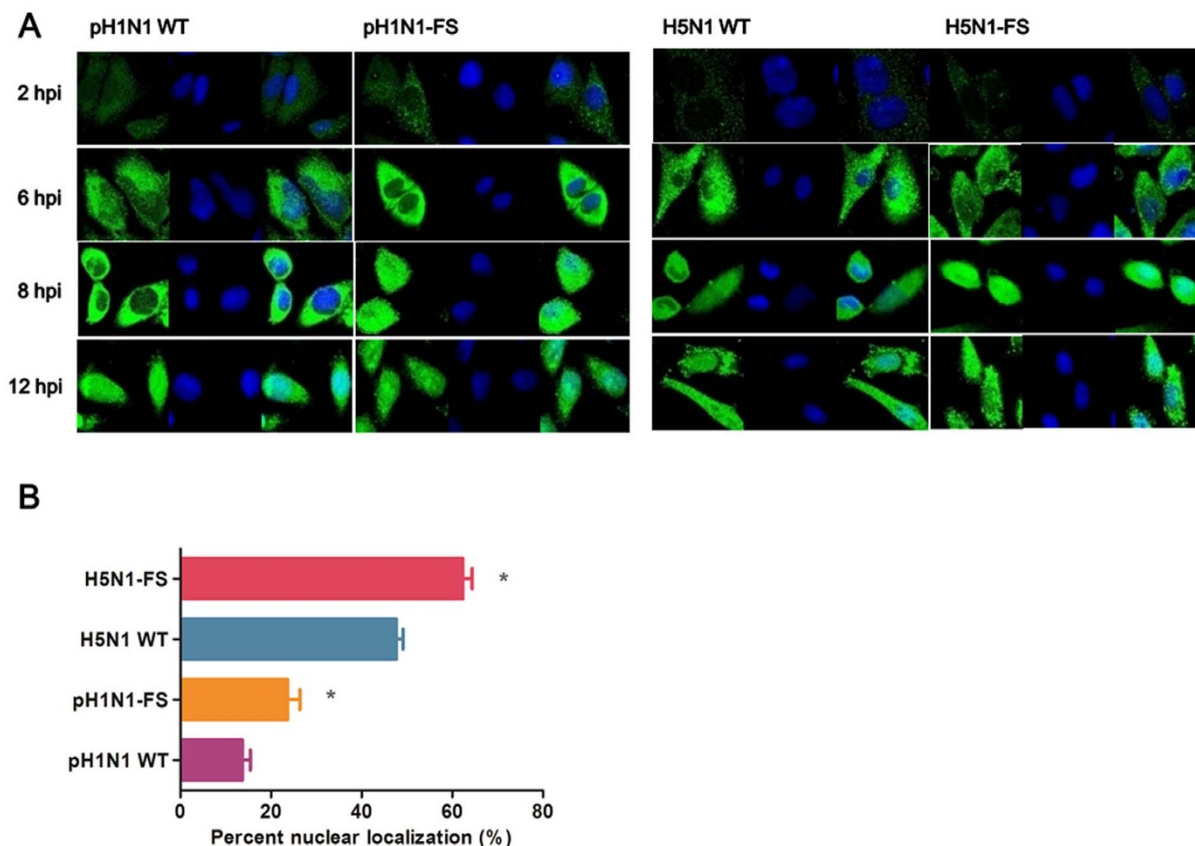 A
pH1N1 WT pH1N1-FS H5N1 WT H5N1-FS
2 hpi
6 hpi
8 hpi
12 hpi
B
H5N1-FS
*
H5N1 WT
pH1N1-FS
*
pH1N1 WT
0 20 40 60 80
Percent nuclear localization (%)